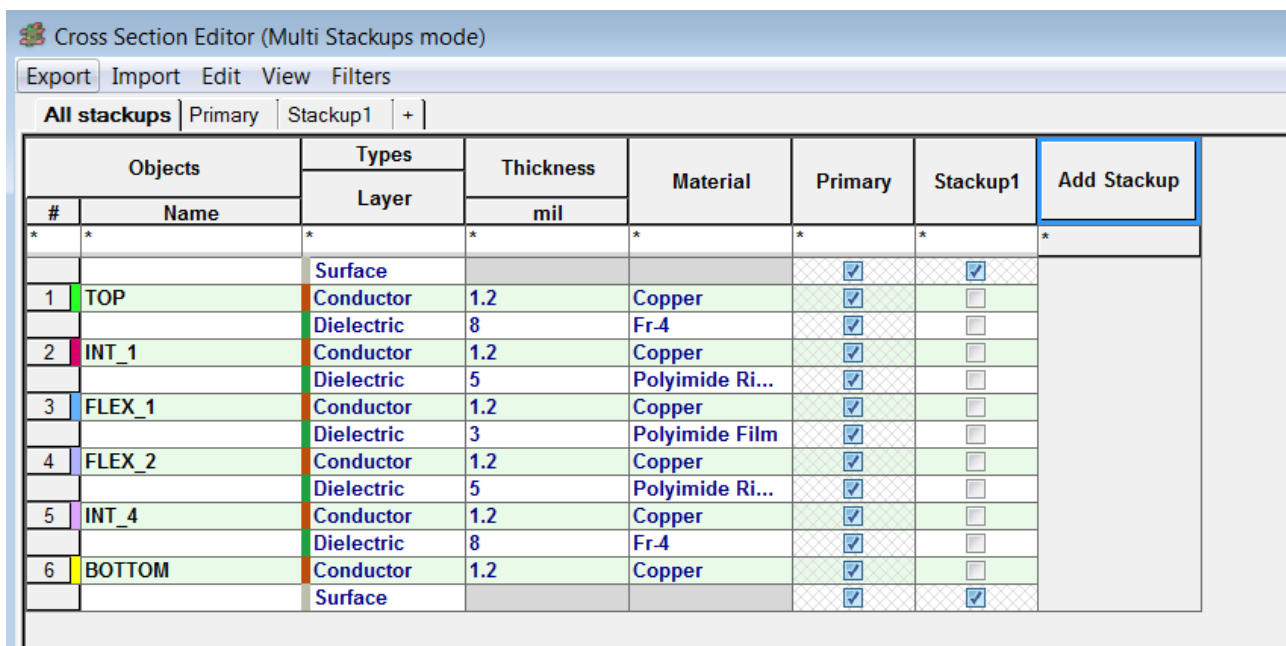 Cross Section Editor (Multi Stackups mode)
Export Import Edit View Filters
All stackups Primary Stackup1 +
Objects Types Thickness Material Primary Stackup1 Add Stackup
Layer
# Name mil
* * * * * * * *
Surface
1 TOP Conductor 1.2 Copper
Dielectric 8 Fr-4
2 INT_1 Conductor 1.2 Copper
Dielectric 5 Polyimide Ri...
3 FLEX_1 Conductor 1.2 Copper
Dielectric 3 Polyimide Film
4 FLEX_2 Conductor 1.2 Copper
Dielectric 5 Polyimide Ri...
5 INT_4 Conductor 1.2 Copper
Dielectric 8 Fr-4
6 BOTTOM Conductor 1.2 Copper
Surface